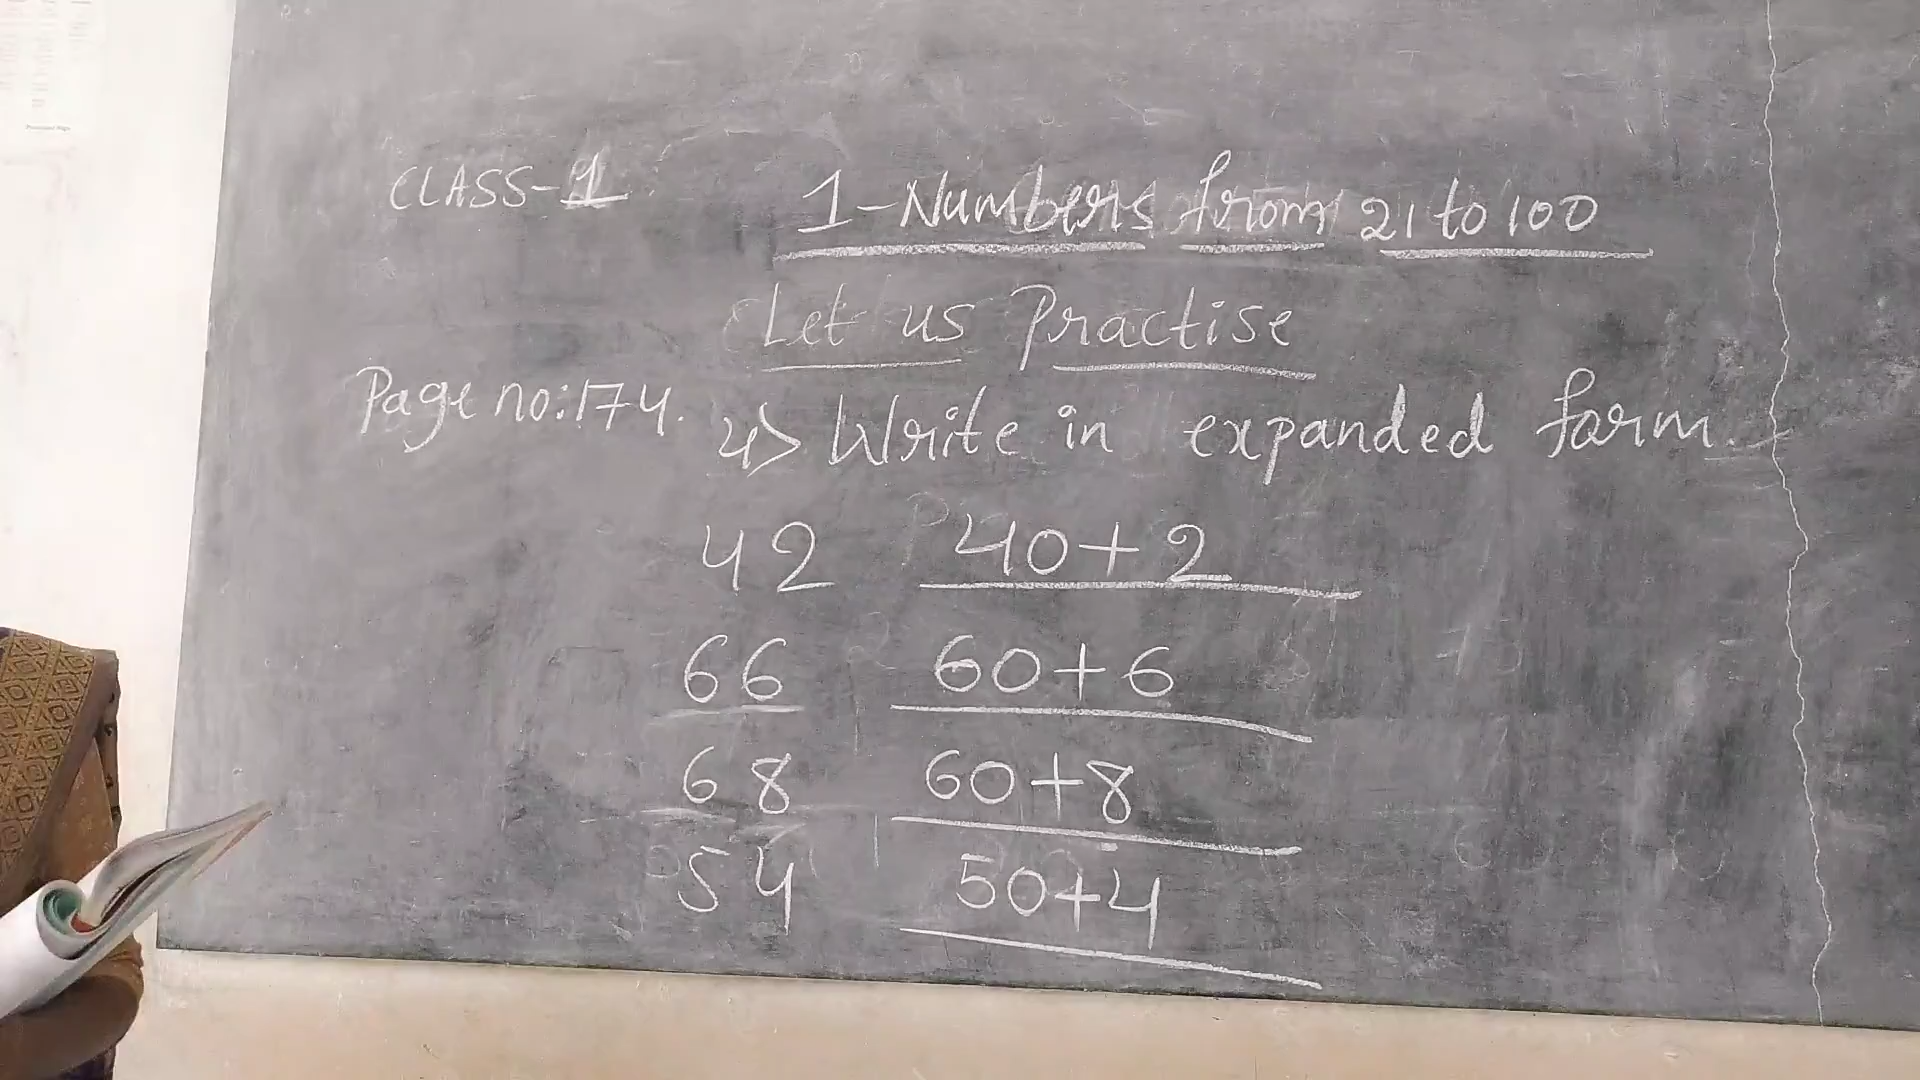 CLASS-1
1-Numbers from 21 to 100
Let us Practise
Page no:174.
4> Write in expanded form
42 40+2
66 60+6
68 60+8
54 50+4